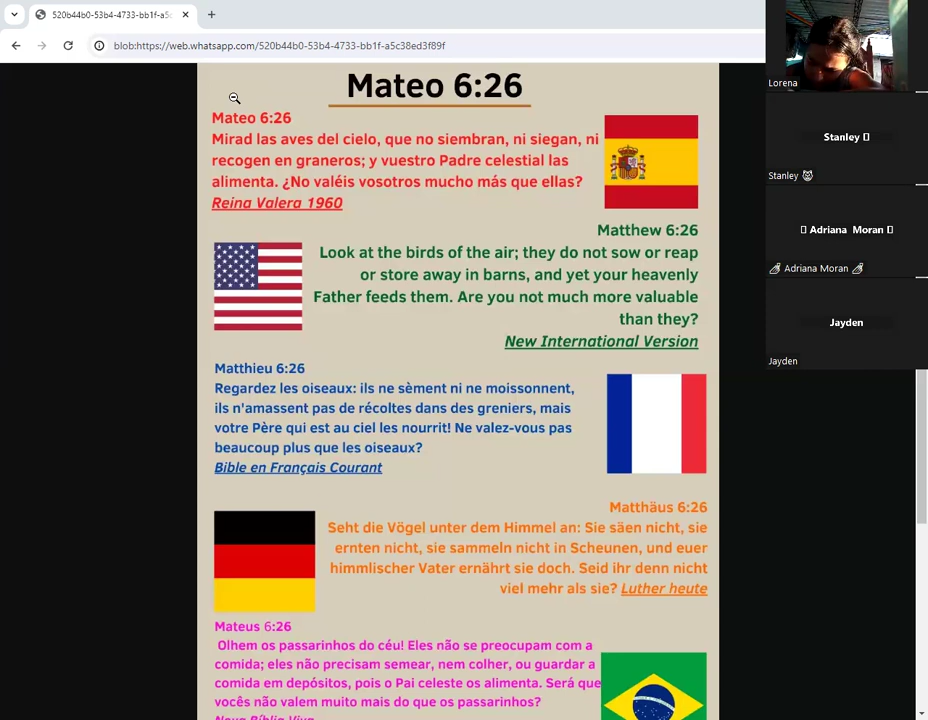 520b44b0-53b4-4733-bb1f-a5c
blob:https://web.whatsapp.com/520b44b0-53b4-4733-bb1f-a5c38ed3f89f
Mateo 6:26
Mateo 6:26
Mirad las aves del cielo, que no siembran, ni siegan, ni
recogen en graneros; y vuestro Padre celestial las
alimenta. ¿No valéis vosotros mucho más que ellas?
Reina Valera 1960
Matthew 6:26
Look at the birds of the air; they do not sow or reap
or store away in barns, and yet your heavenly
Father feeds them. Are you not much more valuable
than they?
New International Version
Matthieu 6:26
Regardez les oiseaux: ils ne sèment ni ne moissonnent,
ils n'amassent pas de récoltes dans des greniers, mais
votre Père qui est au ciel les nourrit! Ne valez-vous pas
beaucoup plus que les oiseaux?
Bible en Français Courant
Matthäus 6:26
Seht die Vögel unter dem Himmel an: Sie säen nicht, sie
ernten nicht, sie sammeln nicht in Scheunen, und euer
himmlischer Vater ernährt sie doch. Seid ihr denn nicht
viel mehr als sie? Luther heute
Mateus 6:26
Olhem os passarinhos do céu! Eles não se preocupam com a
comida; eles não precisam semear, nem colher, ou guardar a
comida em depósitos, pois o Pai celeste os alimenta. Será que
vocês não valem muito mais do que os passarinhos?
Nova Bíblia Viva
Lorena
Stanley
Stanley
Adriana Moran
Adriana Moran
Jayden
Jayden